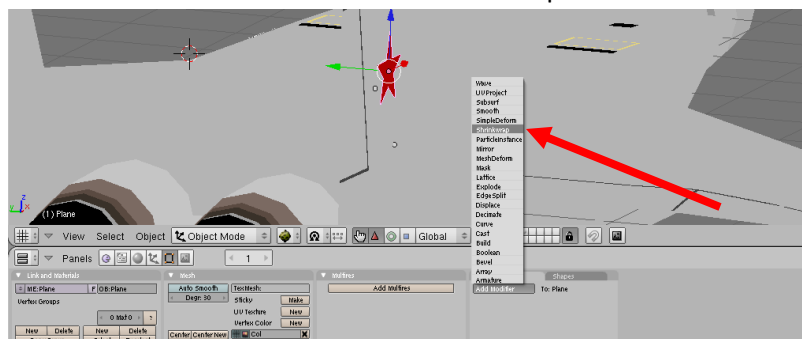 Wave
UVProject
Subsurf
Smooth
SimpleDeform
Shrinkwrap
ParticleInstance
Mirror
MeshDeform
Mask
Lattice
Explode
EdgeSplit
Displace
Decimate
Curve
Cast
Build
Boolean
Bevel
Array
Armature
z
y x
(1) Plane
View Select Object Object Mode Global
Panels 1
Link and Materials Mesh Multires Shapes
ME:Plane F OB:Plane Auto Smooth TexMesh: Add Multires Add Modifier To: Plane
Vertex Groups Degr: 30 Sticky Make
UV Texture New
0 Mat 0 ? Vertex Color New
New Delete New Delete Center Center New Col X